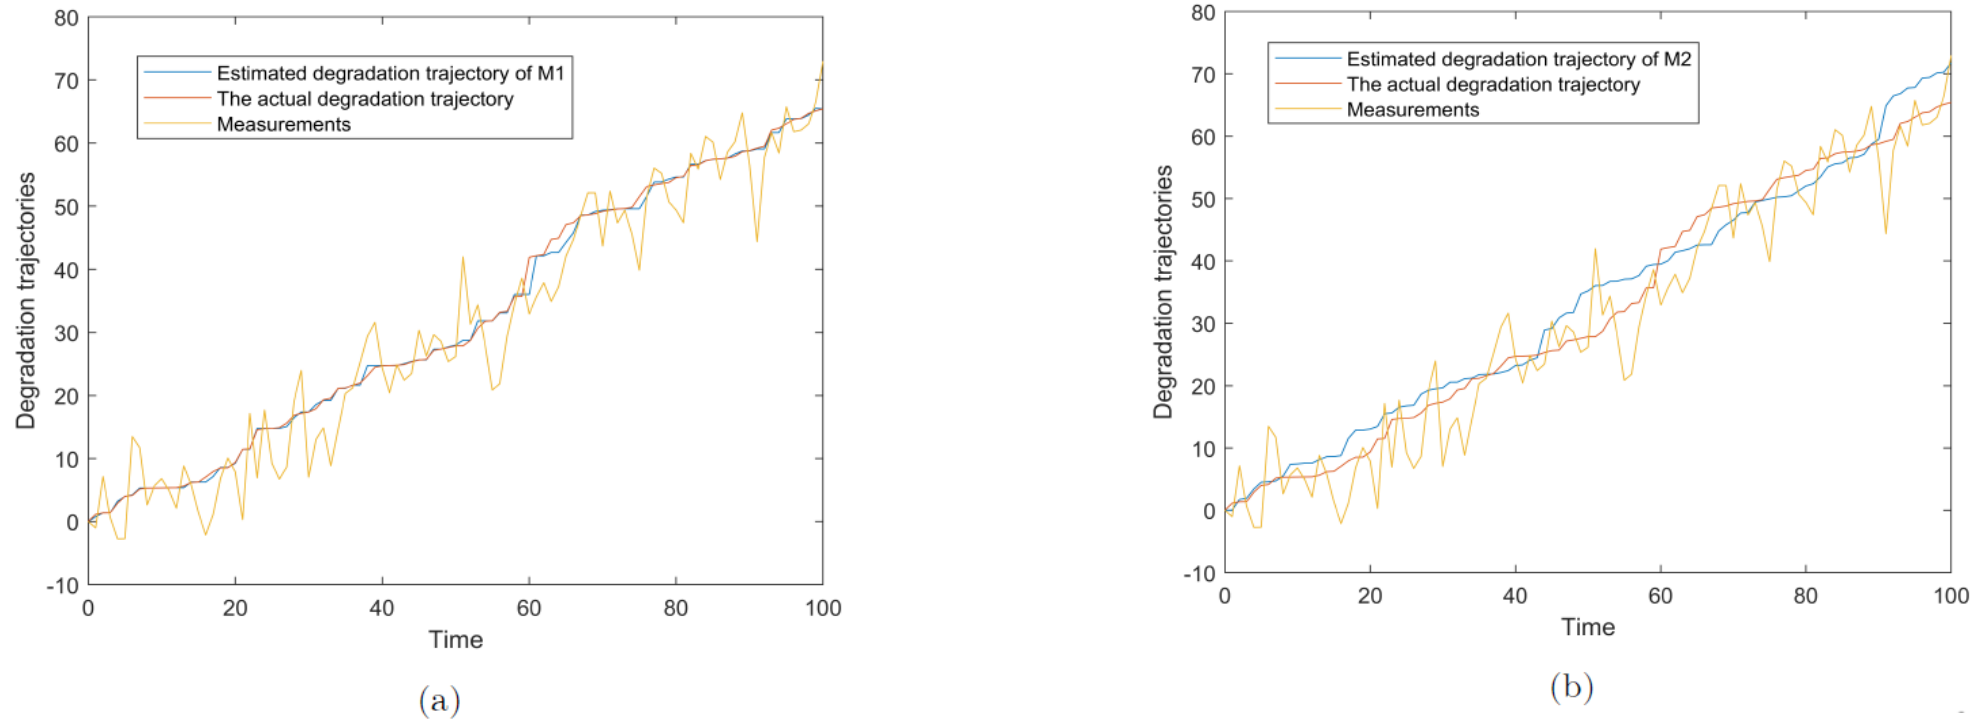 80
70
60
50
40
30
20
10
0
-10
Degradation trajectories
Estimated degradation trajectory of M1
The actual degradation trajectory
Measurements
0 20 40 60 80 100
Time
(a)
80
70
60
50
40
30
20
10
0
-10
Degradation trajectories
Estimated degradation trajectory of M2
The actual degradation trajectory
Measurements
0 20 40 60 80 100
Time
(b)